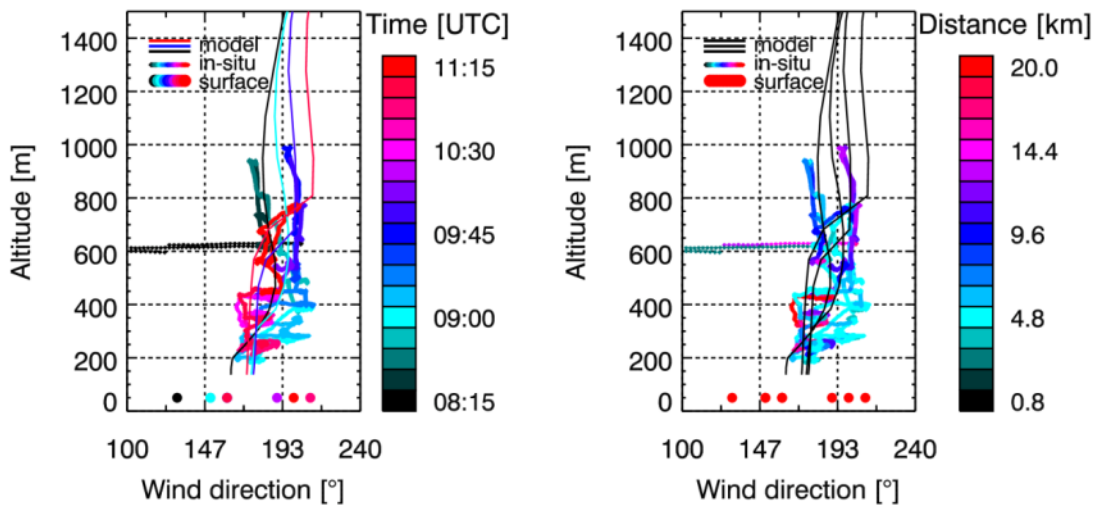 Time [UTC]
1400
model
in-situ
surface
11:15
1200
1000
10:30
Altitude [m]
800
09:45
600
400
09:00
200
0
08:15
100 147 193 240
Wind direction [°]
Distance [km]
1400
model
in-situ
surface
20.0
1200
1000
14.4
Altitude [m]
800
9.6
600
400
4.8
200
0
0.8
100 147 193 240
Wind direction [°]